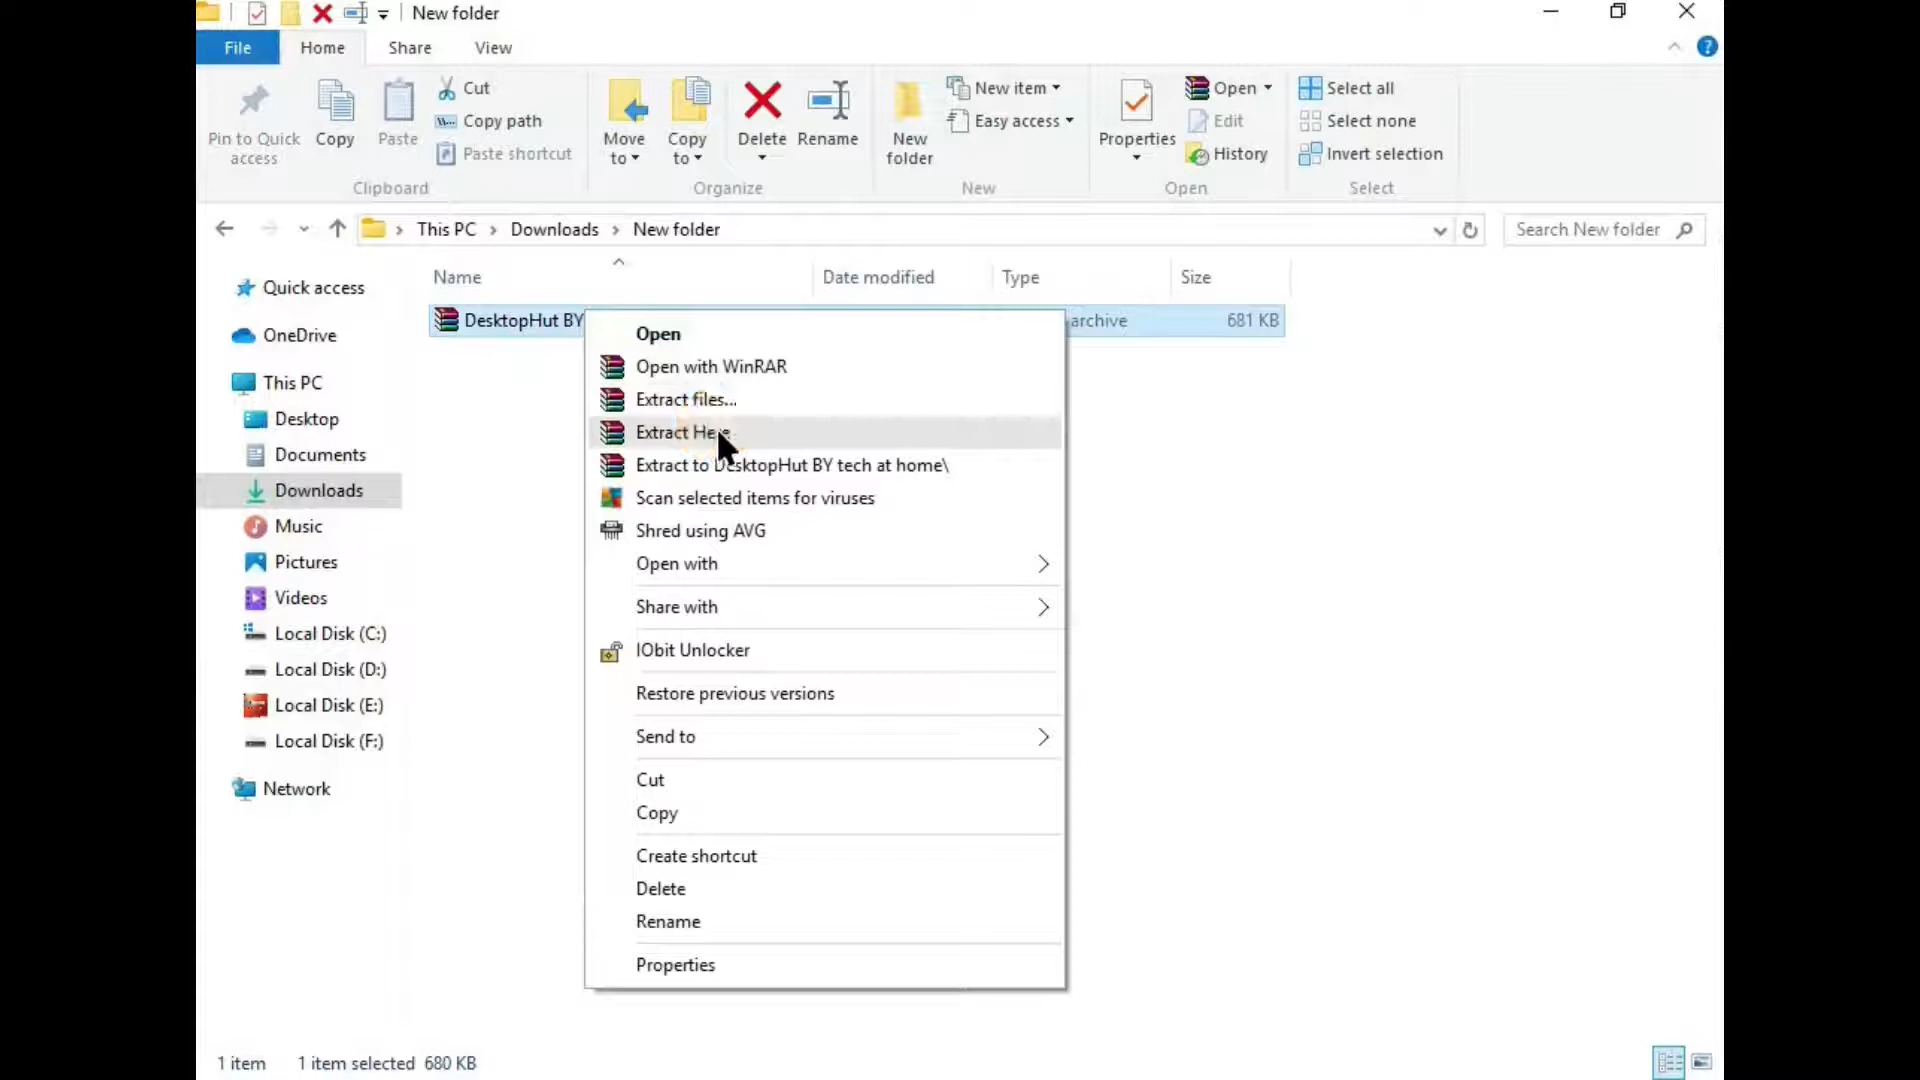 New folder
File Home Share View
Pin to Quick access
Copy
Paste
Cut
Copy path
Paste shortcut
Clipboard
Move to
Copy to
Delete
Rename
Organize
New folder
New item
Easy access
New
Properties
Open
Edit
History
Open
Select all
Select none
Invert selection
Select
This PC > Downloads > New folder
Search New folder
Name Date modified Type Size
DesktopHut BY archive 681 KB
Quick access
OneDrive
This PC
Desktop
Documents
Downloads
Music
Pictures
Videos
Local Disk (C:)
Local Disk (D:)
Local Disk (E:)
Local Disk (F:)
Network
Open
Open with WinRAR
Extract files...
Extract Here
Extract to DesktopHut BY tech at home\
Scan selected items for viruses
Shred using AVG
Open with
Share with
IObit Unlocker
Restore previous versions
Send to
Cut
Copy
Create shortcut
Delete
Rename
Properties
1 item 1 item selected 680 KB